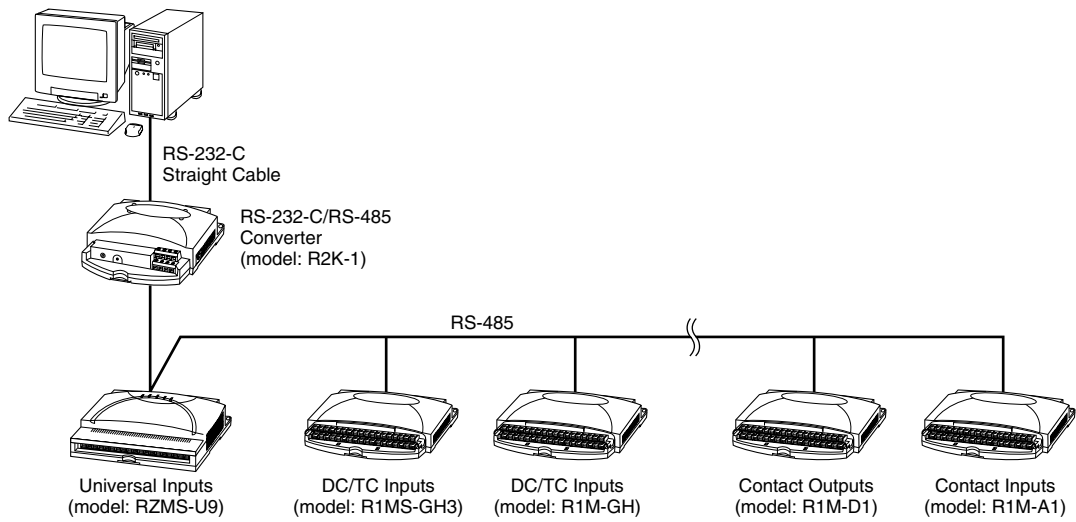 RS-232-C
Straight Cable
RS-232-C/RS-485
Converter
(model: R2K-1)
RS-485
Universal Inputs
(model: RZMS-U9)
DC/TC Inputs
(model: R1MS-GH3)
DC/TC Inputs
(model: R1M-GH)
Contact Outputs
(model: R1M-D1)
Contact Inputs
(model: R1M-A1)